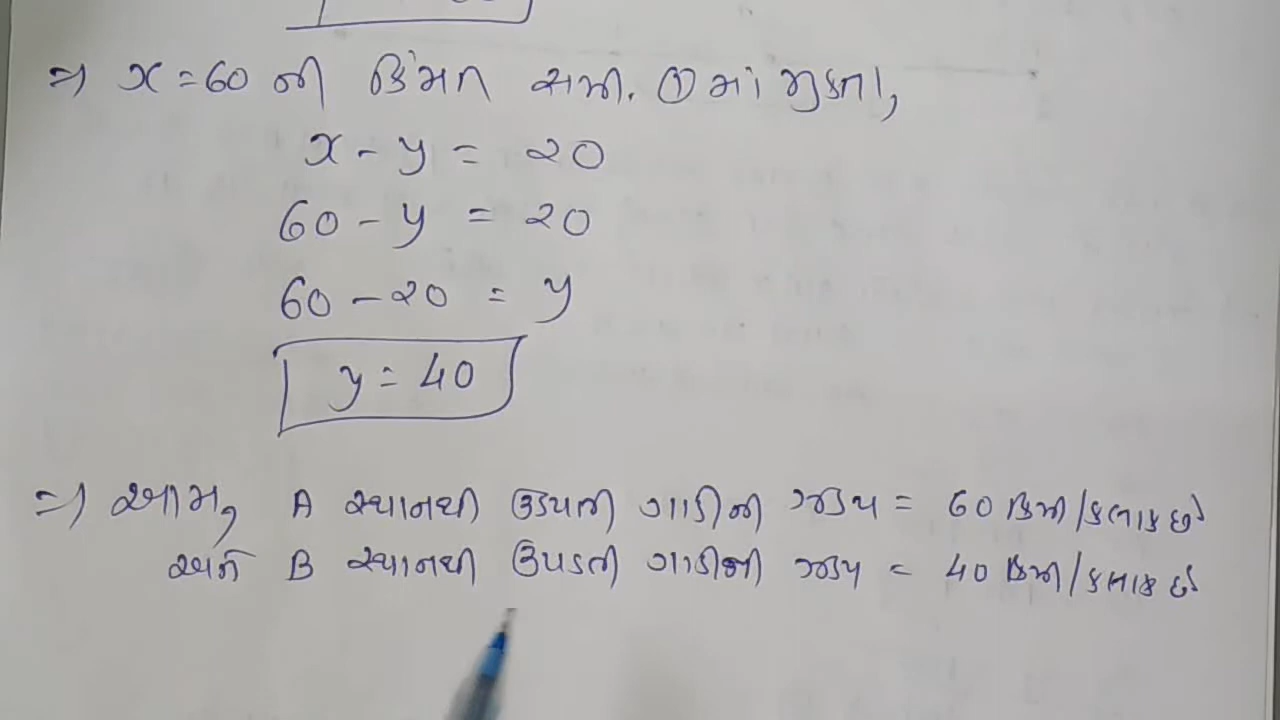 ⇒ x = 60 ની કિંમત સમી. ① માં મુકતા,
x - y = 20
60 - y = 20
60 - 20 = y
y = 40
⇒ આમ, A સ્થાનથી ઉડપતી ગાડીની ઝડપ = 60 કિમી/કલાક છે
અને B સ્થાનથી ઉપડતી ગાડીની ઝડપ = 40 કિમી/કલાક છે